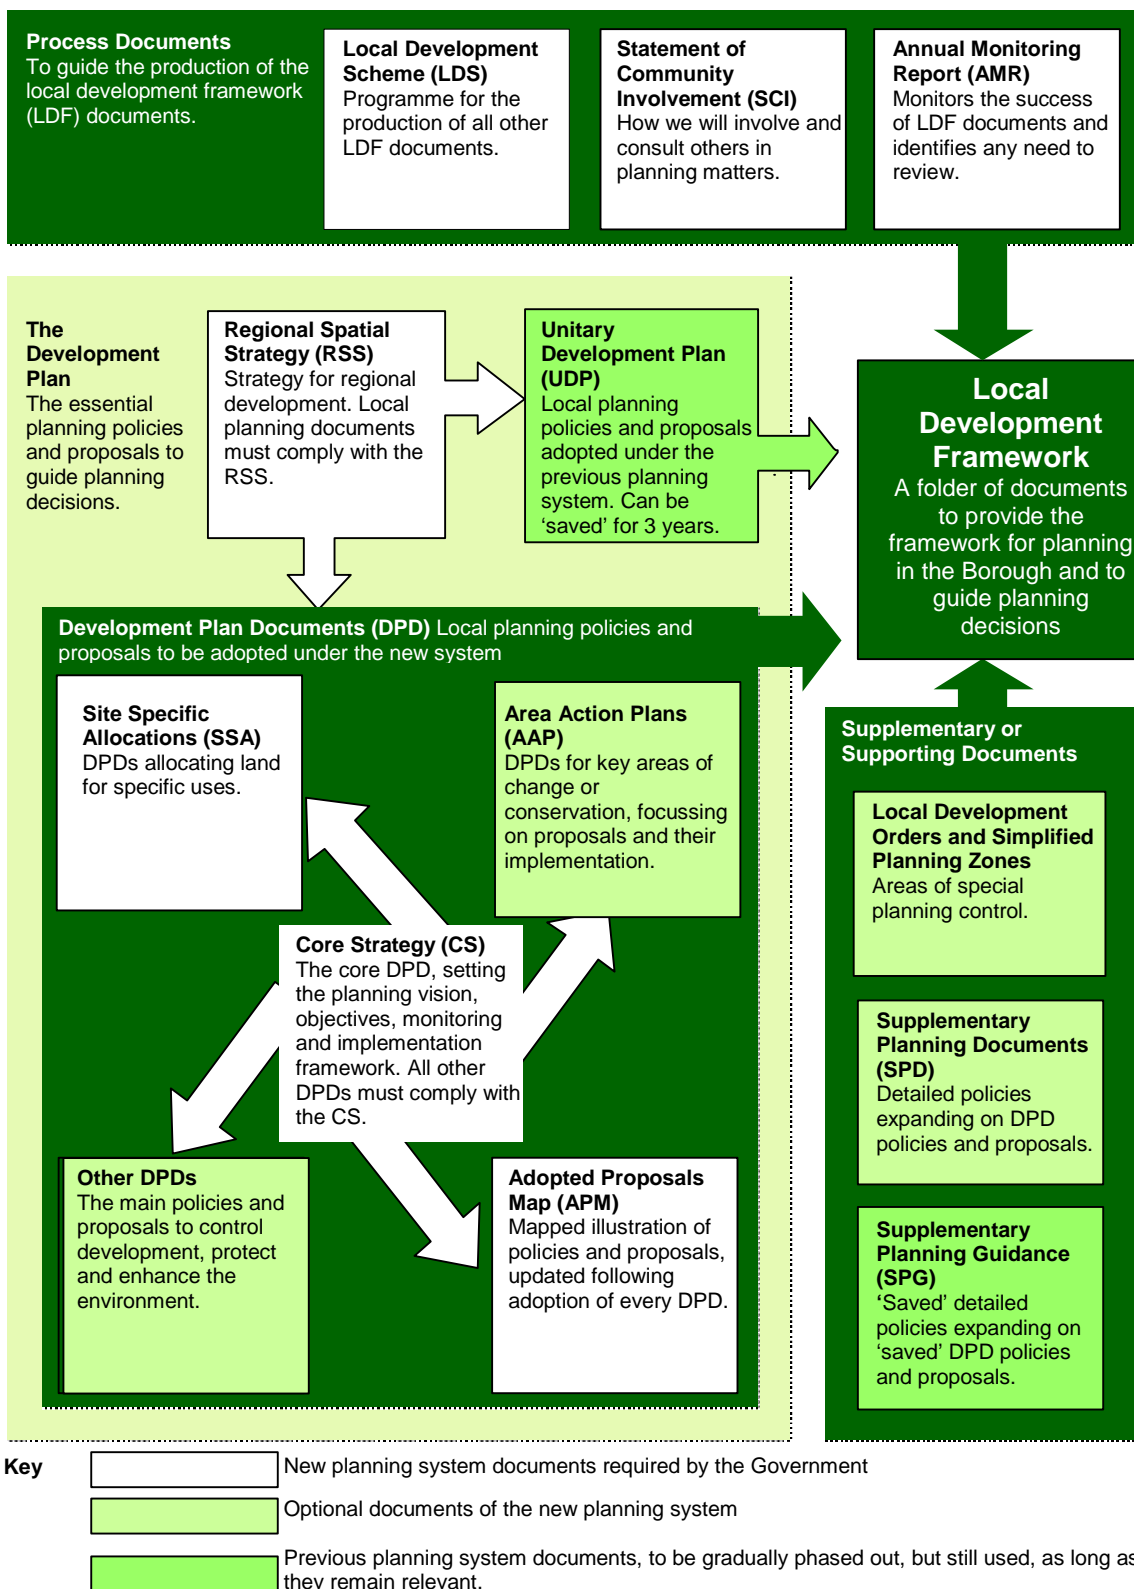 Process Documents
To guide the production of the
local development framework
(LDF) documents.
Local Development
Scheme (LDS)
Programme for the
production of all other
LDF documents.
Statement of
Community
Involvement (SCI)
How we will involve and
consult others in
planning matters.
Annual Monitoring
Report (AMR)
Monitors the success
of LDF documents and
identifies any need to
review.
The
Development
Plan
The essential
planning policies
and proposals to
guide planning
decisions.
Regional Spatial
Strategy (RSS)
Strategy for regional
development. Local
planning documents
must comply with the
RSS.
Unitary
Development Plan
(UDP)
Local planning
policies and proposals
adopted under the
previous planning
system. Can be
‘saved’ for 3 years.
Local
Development
Framework
A folder of documents
to provide the
framework for planning
in the Borough and to
guide planning
decisions
Development Plan Documents (DPD) Local planning policies and
proposals to be adopted under the new system
Site Specific
Allocations (SSA)
DPDs allocating land
for specific uses.
Area Action Plans
(AAP)
DPDs for key areas of
change or
conservation, focussing
on proposals and their
implementation.
Core Strategy (CS)
The core DPD, setting
the planning vision,
objectives, monitoring
and implementation
framework. All other
DPDs must comply with
the CS.
Other DPDs
The main policies and
proposals to control
development, protect
and enhance the
environment.
Adopted Proposals
Map (APM)
Mapped illustration of
policies and proposals,
updated following
adoption of every DPD.
Supplementary or
Supporting Documents
Local Development
Orders and Simplified
Planning Zones
Areas of special
planning control.
Supplementary
Planning Documents
(SPD)
Detailed policies
expanding on DPD
policies and proposals.
Supplementary
Planning Guidance
(SPG)
‘Saved’ detailed
policies expanding on
‘saved’ DPD policies
and proposals.
Key
New planning system documents required by the Government
Optional documents of the new planning system
Previous planning system documents, to be gradually phased out, but still used, as long as
they remain relevant.